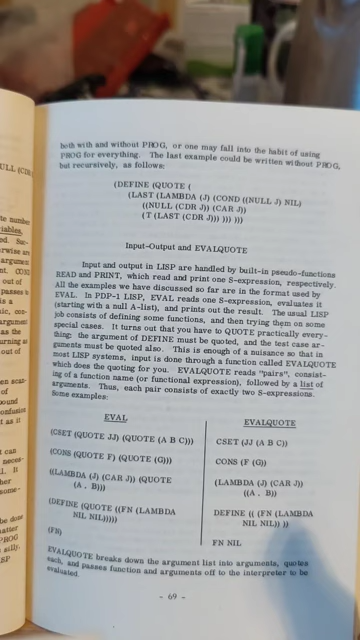 both with and without PROG, or one may fall into the habit of using
PROG for everything. The last example could be written without PROG,
but recursively, as follows:
(DEFINE (QUOTE (
(LAST (LAMBDA (J) (COND ((NULL J) NIL)
((NULL (CDR J)) (CAR J))
(T (LAST (CDR J))) ))) )))
Input-Output and EVALQUOTE
Input and output in LISP are handled by built-in pseudo-functions
READ and PRINT, which read and print one S-expression, respectively.
All the examples we have discussed so far are in the format used by
EVAL. In PDP-1 LISP, EVAL reads one S-expression, evaluates it
(starting with a null A-list), and prints out the result. The usual LISP
job consists of defining some functions, and then trying them on some
special cases. It turns out that you have to QUOTE practically every-
thing: the argument of DEFINE must be quoted, and the test case ar-
guments must be quoted also. This is enough of a nuisance so that in
most LISP systems, input is done through a function called EVALQUOTE
which does the quoting for you. EVALQUOTE reads "pairs", consist-
ing of a function name (or functional expression), followed by a list of
arguments. Thus, each pair consists of exactly two S-expressions.
Some examples:
EVAL
(CSET (QUOTE JJ) (QUOTE (A B C)))
(CONS (QUOTE F) (QUOTE (G)))
((LAMBDA (J) (CAR J)) (QUOTE
(A . B)))
(DEFINE (QUOTE ((FN (LAMBDA
NIL NIL)))))
(FN)
EVALQUOTE
CSET (JJ (A B C))
CONS (F (G))
(LAMBDA (J) (CAR J))
((A . B))
DEFINE (( (FN (LAMBDA
NIL NIL)) ))
FN NIL
EVALQUOTE breaks down the argument list into arguments, quotes
each, and passes function and arguments off to the interpreter to be
evaluated.
- 69 -